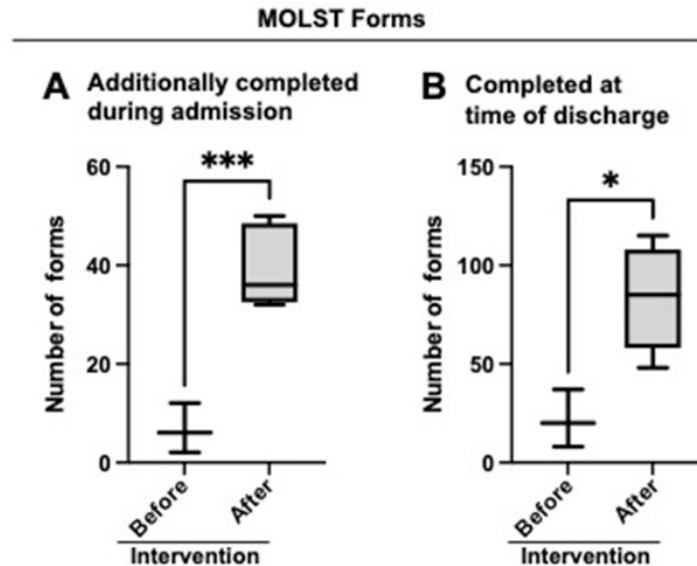 MOLST Forms
A Additionally completed
during admission
60
40
20
0
Number of forms
***
Before
After
Intervention
B Completed at
time of discharge
150
100
50
0
Number of forms
*
Before
After
Intervention